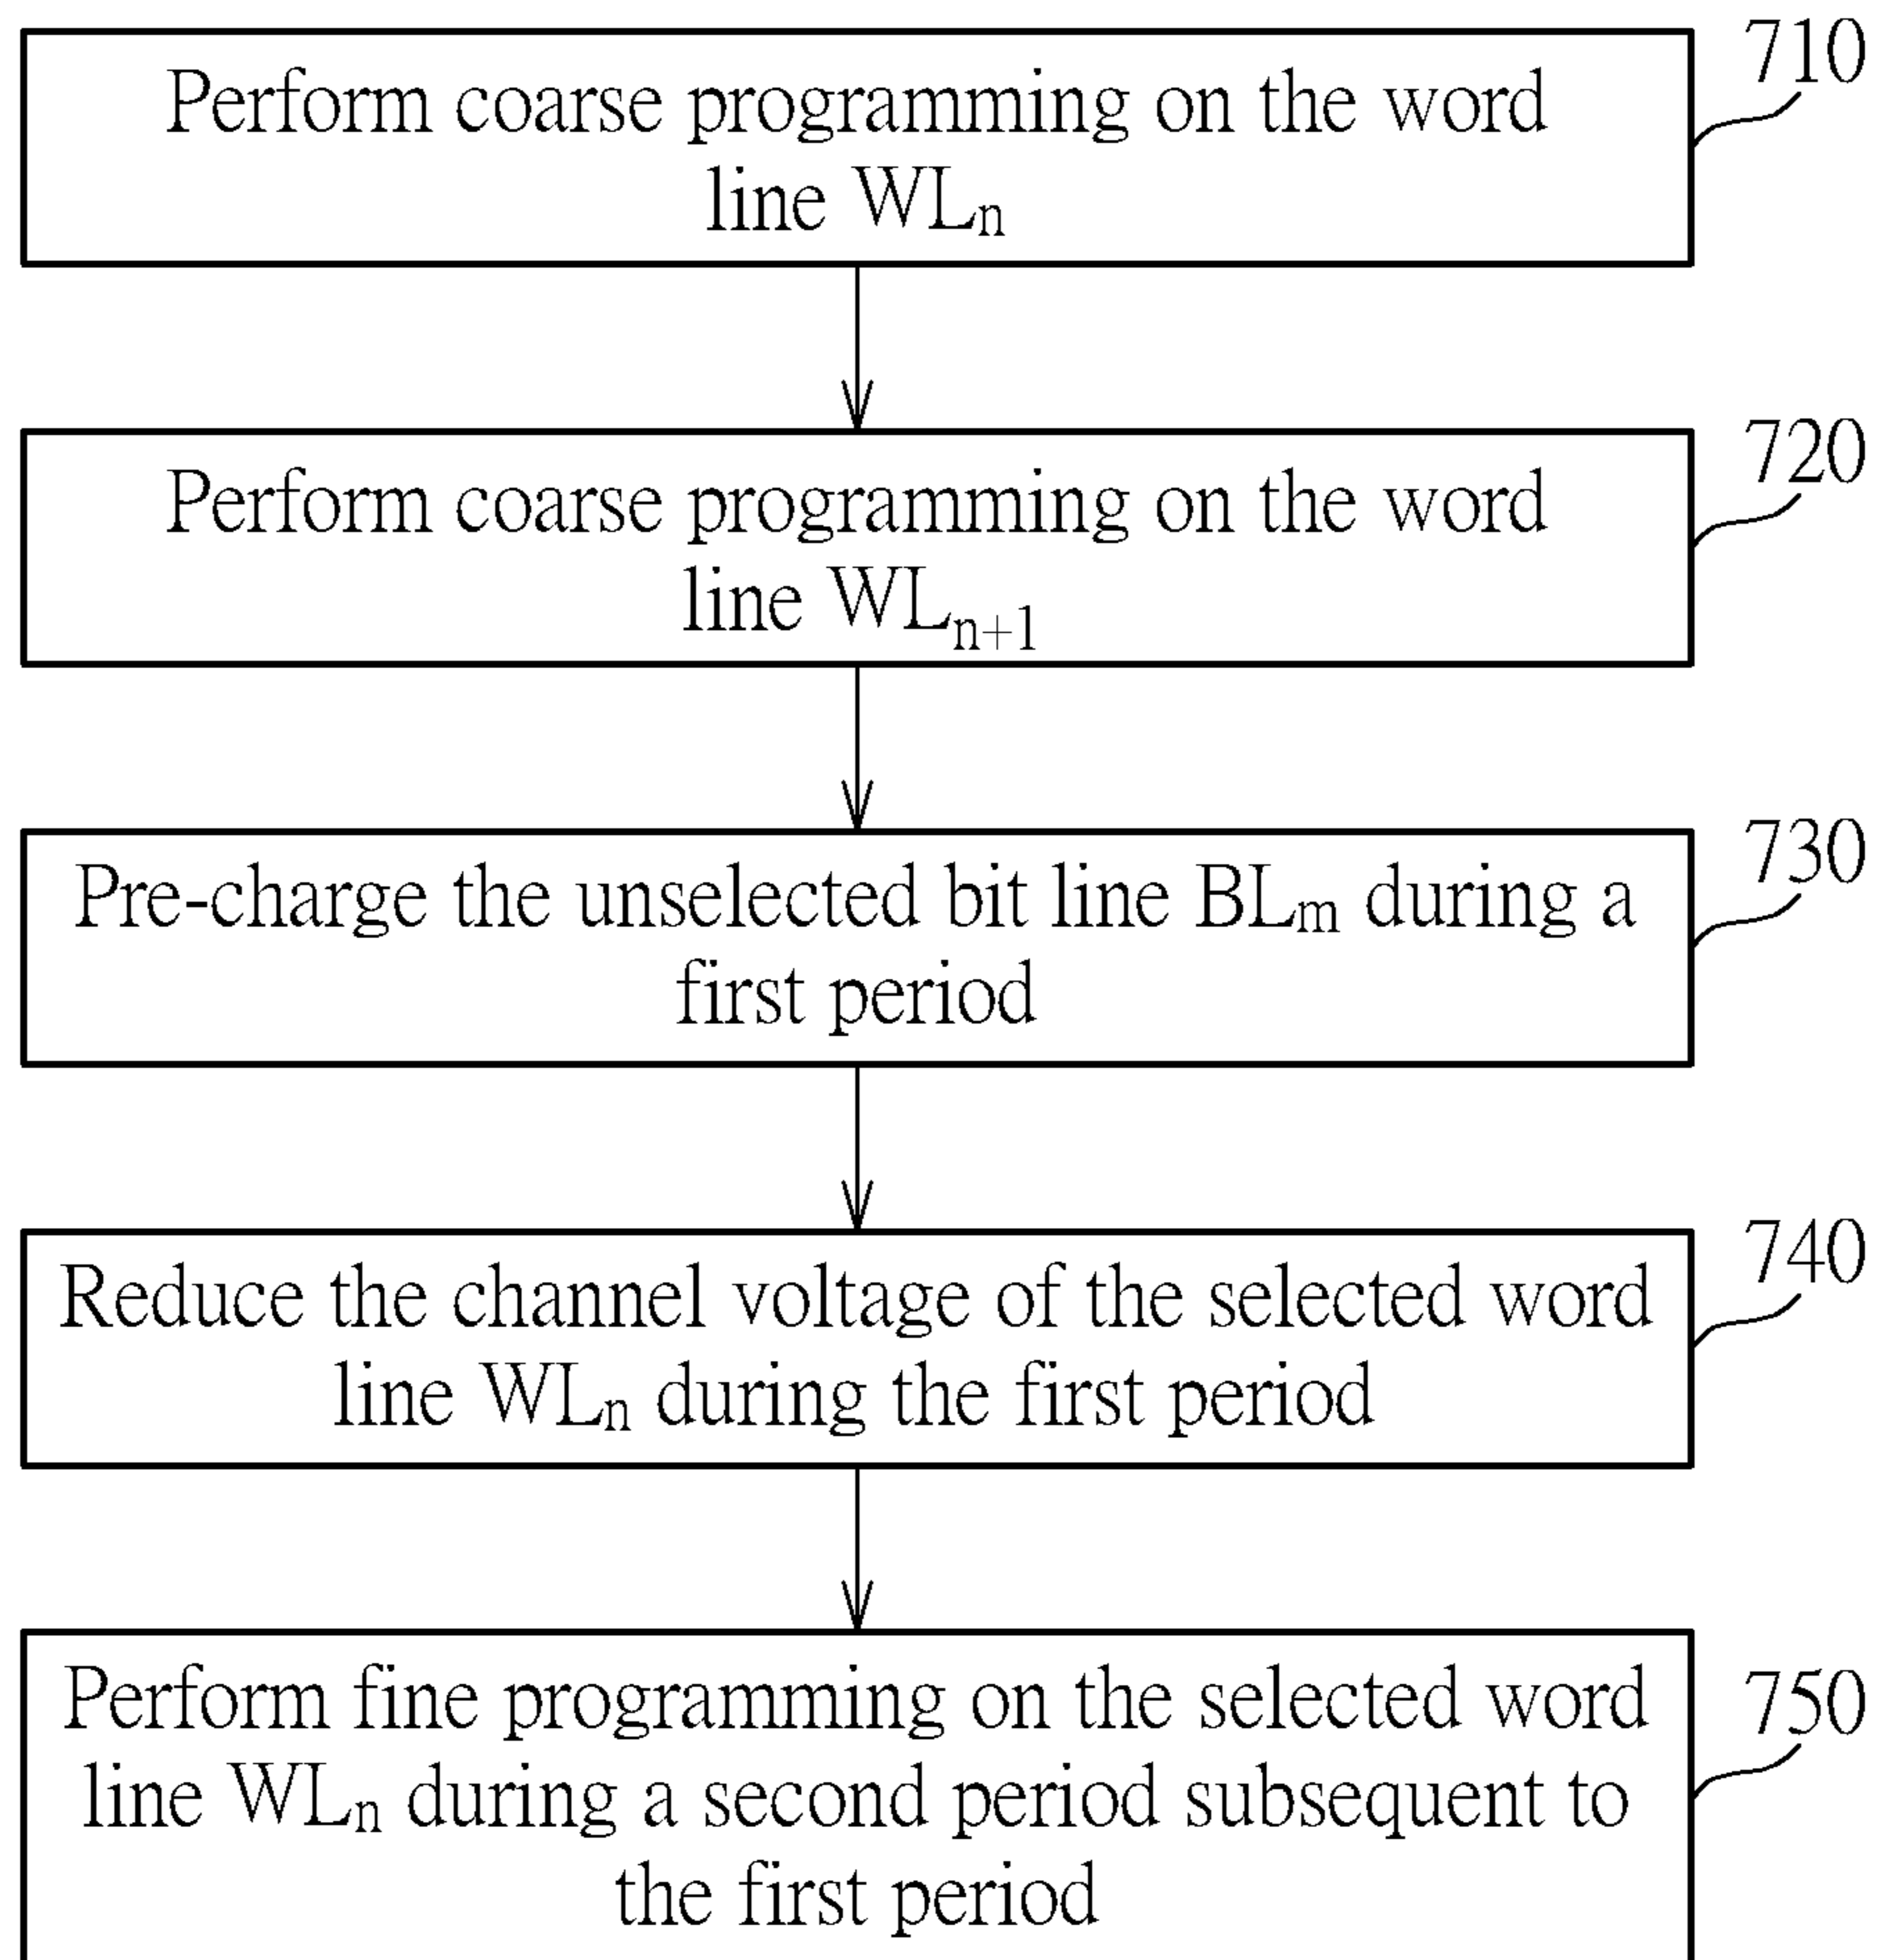 Perform coarse programming on the word
line WLₙ
710
Perform coarse programming on the word
line WLₙ₊₁
720
Pre-charge the unselected bit line BLₘ during a
first period
730
Reduce the channel voltage of the selected word
line WLₙ during the first period
740
Perform fine programming on the selected word
line WLₙ during a second period subsequent to
the first period
750